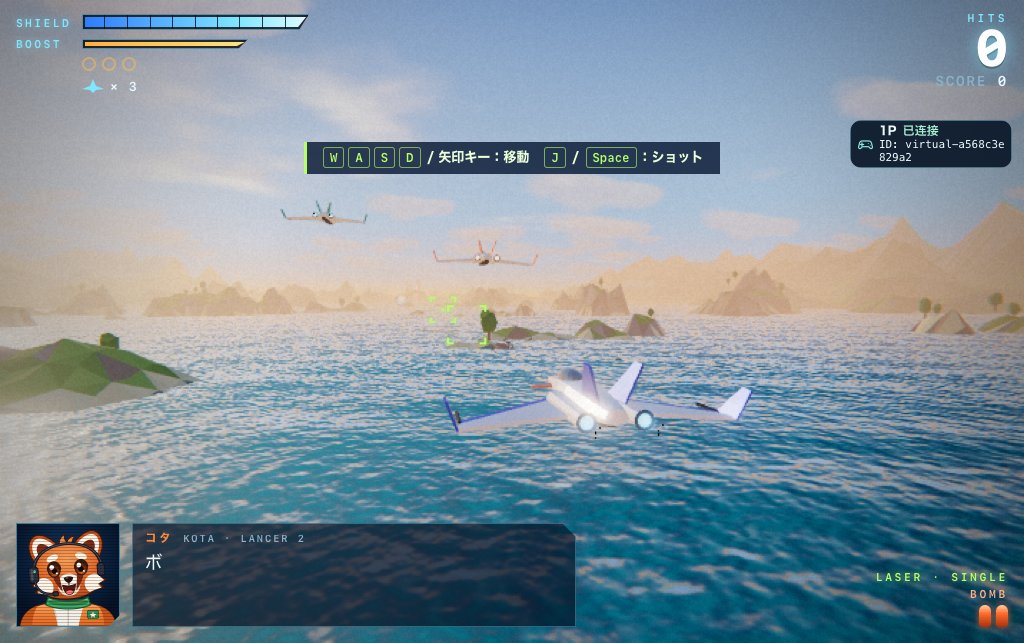 SHIELD
BOOST
× 3
HITS
0
SCORE 0
1P 已连接
ID: virtual-a568c3e
829a2
W A S D / 矢印キー：移動 J / Space：ショット
コタ KOTA · LANCER 2
ボ
LASER · SINGLE
BOMB